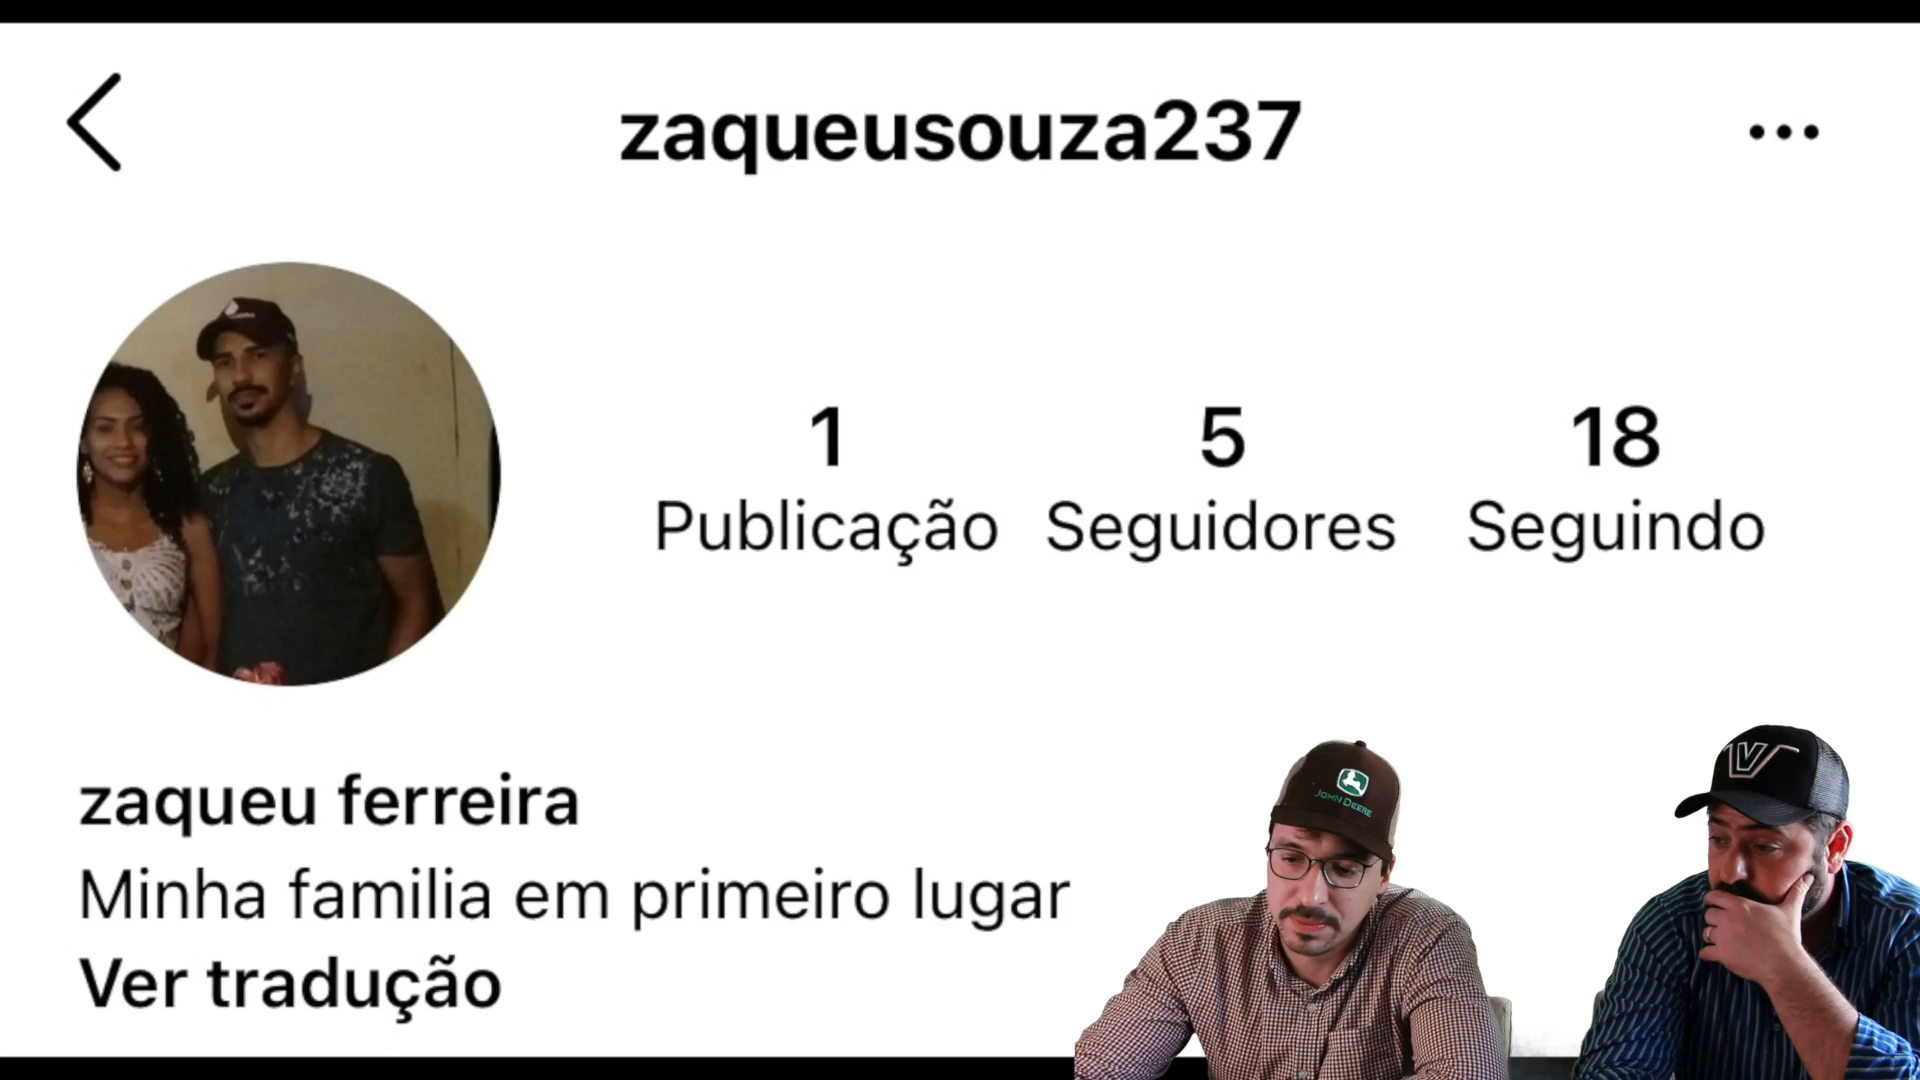 zaqueusouza237
1 5 18
Publicação Seguidores Seguindo
zaqueu ferreira
Minha familia em primeiro lugar
Ver tradução
JOHN DEERE